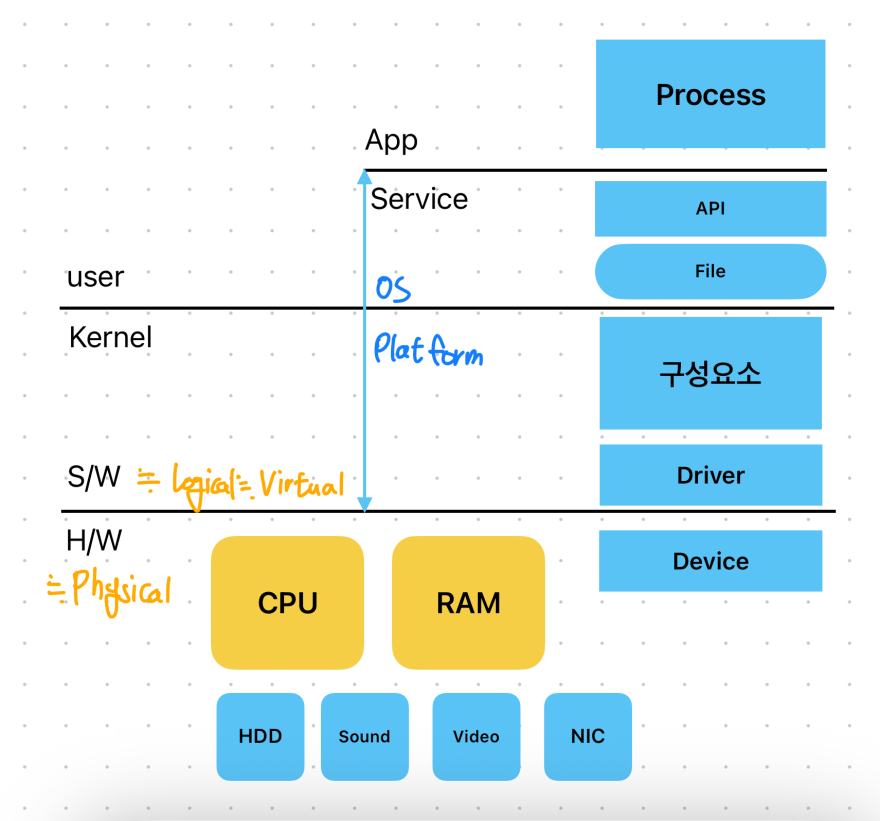 Process
App
Service
API
user
OS
File
Kernel
Platform
구성요소
S/W ≒ Logical ≒ Virtual
Driver
H/W
≒ Physical
CPU
RAM
Device
HDD
Sound
Video
NIC